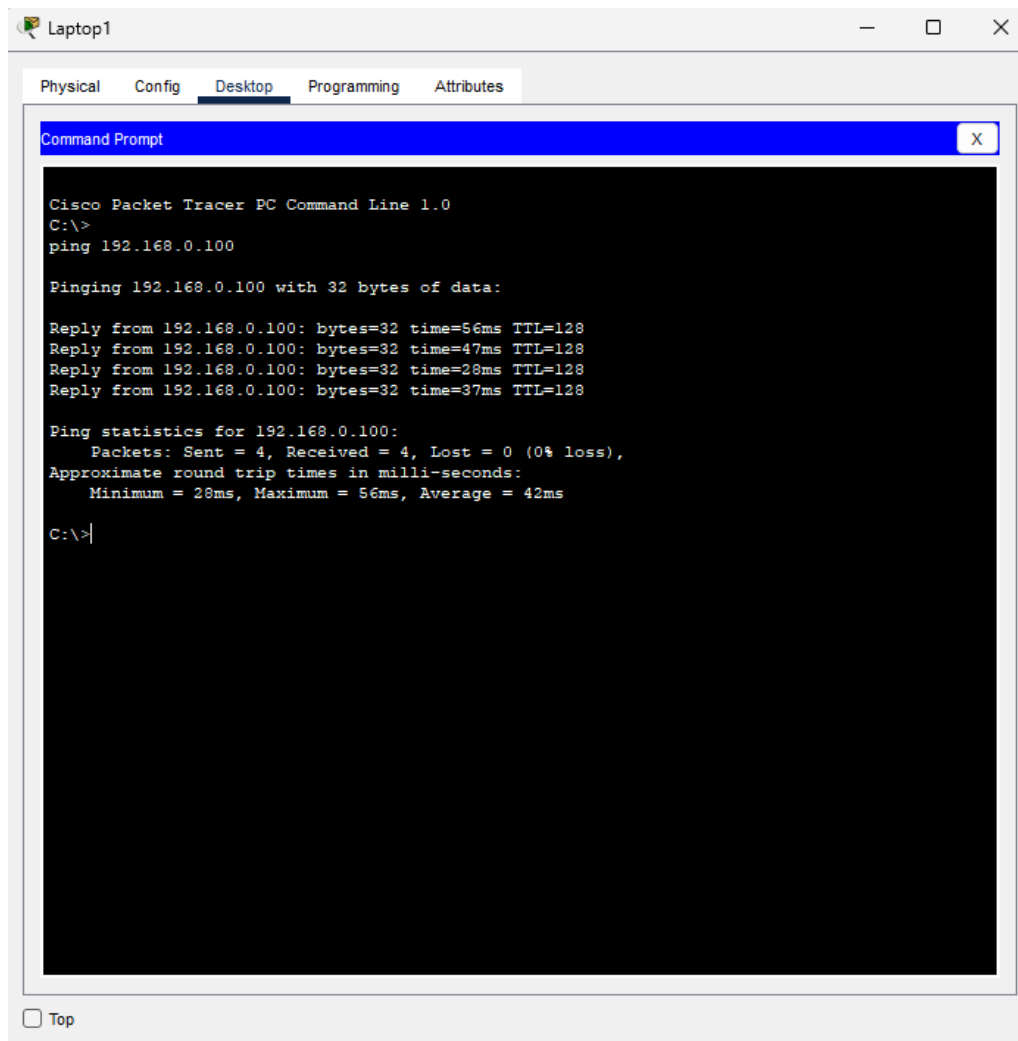 Laptop1
Physical Config Desktop Programming Attributes
Command Prompt X
Cisco Packet Tracer PC Command Line 1.0
C:\>
ping 192.168.0.100
Pinging 192.168.0.100 with 32 bytes of data:
Reply from 192.168.0.100: bytes=32 time=56ms TTL=128
Reply from 192.168.0.100: bytes=32 time=47ms TTL=128
Reply from 192.168.0.100: bytes=32 time=28ms TTL=128
Reply from 192.168.0.100: bytes=32 time=37ms TTL=128
Ping statistics for 192.168.0.100:
Packets: Sent = 4, Received = 4, Lost = 0 (0% loss),
Approximate round trip times in milli-seconds:
Minimum = 28ms, Maximum = 56ms, Average = 42ms
C:\>
Top